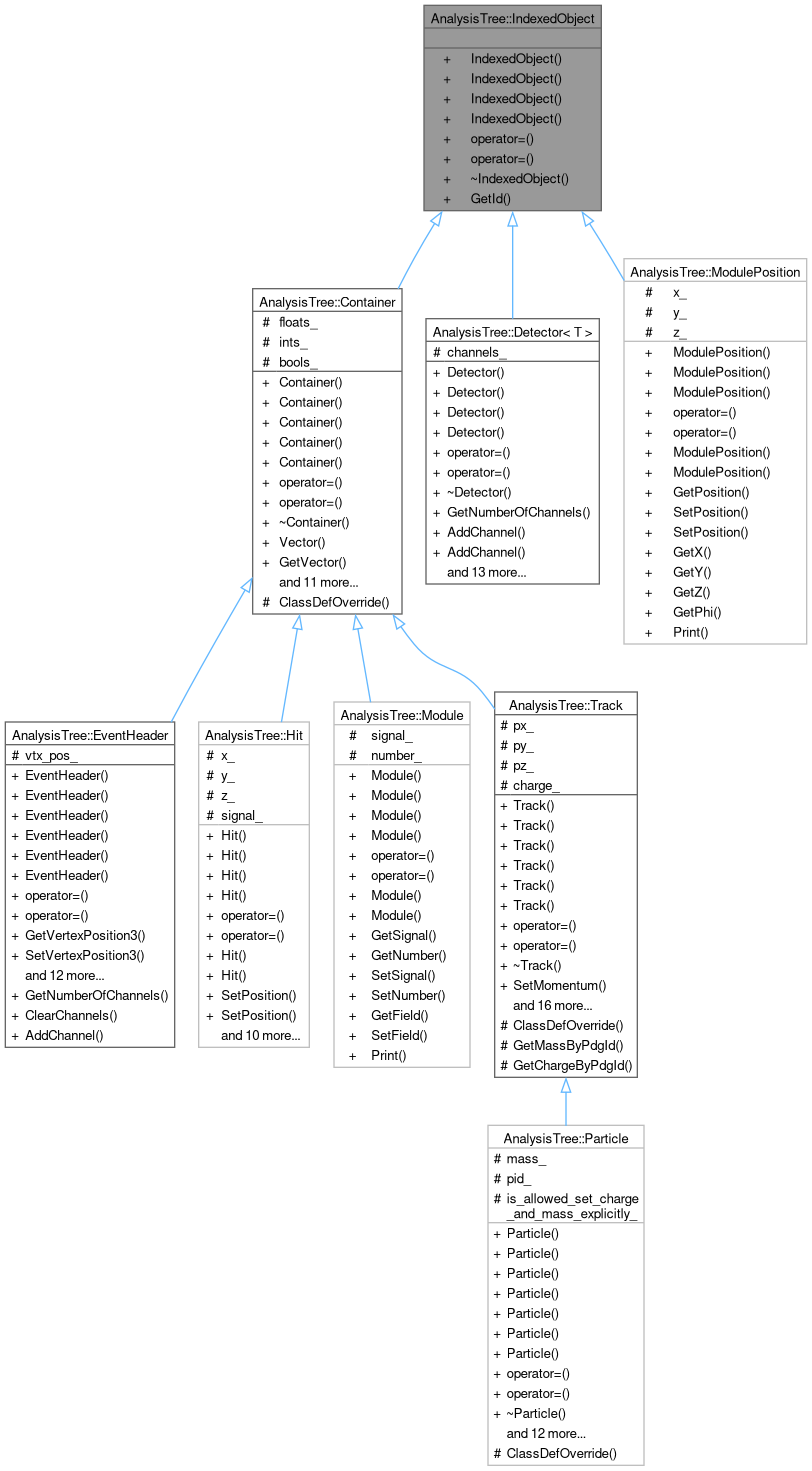 AnalysisTree::IndexedObject
+ IndexedObject()
+ IndexedObject()
+ IndexedObject()
+ IndexedObject()
+ operator=()
+ operator=()
+ ~IndexedObject()
+ GetId()
AnalysisTree::Container
# floats_
# ints_
# bools_
+ Container()
+ Container()
+ Container()
+ Container()
+ Container()
+ operator=()
+ operator=()
+ ~Container()
+ Vector()
+ GetVector()
and 11 more...
# ClassDefOverride()
AnalysisTree::Detector< T >
# channels_
+ Detector()
+ Detector()
+ Detector()
+ Detector()
+ operator=()
+ operator=()
+ ~Detector()
+ GetNumberOfChannels()
+ AddChannel()
+ AddChannel()
and 13 more...
AnalysisTree::ModulePosition
# x_
# y_
# z_
+ ModulePosition()
+ ModulePosition()
+ ModulePosition()
+ operator=()
+ operator=()
+ ModulePosition()
+ ModulePosition()
+ GetPosition()
+ SetPosition()
+ SetPosition()
+ GetX()
+ GetY()
+ GetZ()
+ GetPhi()
+ Print()
AnalysisTree::EventHeader
# vtx_pos_
+ EventHeader()
+ EventHeader()
+ EventHeader()
+ EventHeader()
+ EventHeader()
+ EventHeader()
+ operator=()
+ operator=()
+ GetVertexPosition3()
+ SetVertexPosition3()
and 12 more...
+ GetNumberOfChannels()
+ ClearChannels()
+ AddChannel()
AnalysisTree::Hit
# x_
# y_
# z_
# signal_
+ Hit()
+ Hit()
+ Hit()
+ Hit()
+ operator=()
+ operator=()
+ Hit()
+ Hit()
+ SetPosition()
+ SetPosition()
and 10 more...
AnalysisTree::Module
# signal_
# number_
+ Module()
+ Module()
+ Module()
+ Module()
+ operator=()
+ operator=()
+ Module()
+ Module()
+ GetSignal()
+ GetNumber()
+ SetSignal()
+ SetNumber()
+ GetField()
+ SetField()
+ Print()
AnalysisTree::Track
# px_
# py_
# pz_
# charge_
+ Track()
+ Track()
+ Track()
+ Track()
+ Track()
+ Track()
+ operator=()
+ operator=()
+ ~Track()
+ SetMomentum()
and 16 more...
# ClassDefOverride()
# GetMassByPdgId()
# GetChargeByPdgId()
AnalysisTree::Particle
# mass_
# pid_
# is_allowed_set_charge
_and_mass_explicitly_
+ Particle()
+ Particle()
+ Particle()
+ Particle()
+ Particle()
+ Particle()
+ Particle()
+ operator=()
+ operator=()
+ ~Particle()
and 12 more...
# ClassDefOverride()